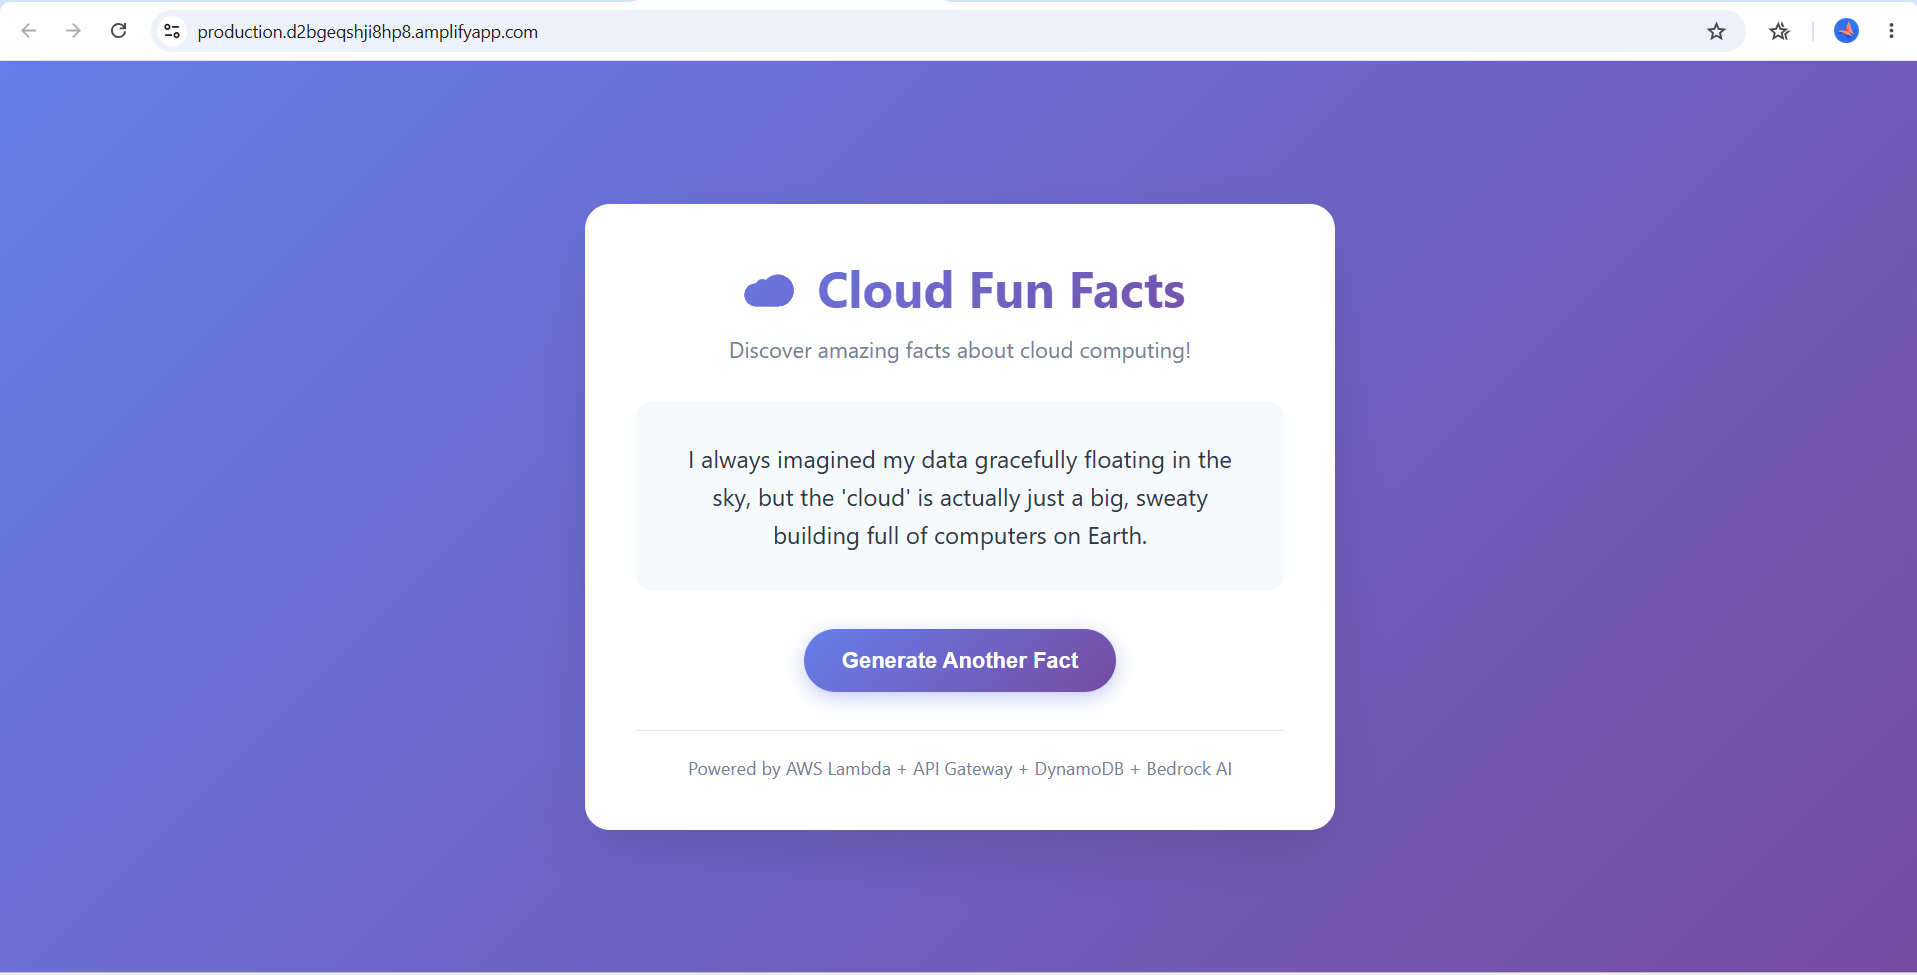 production.d2bgeqshji8hp8.amplifyapp.com
Cloud Fun Facts
Discover amazing facts about cloud computing!
I always imagined my data gracefully floating in the
sky, but the 'cloud' is actually just a big, sweaty
building full of computers on Earth.
Generate Another Fact
Powered by AWS Lambda + API Gateway + DynamoDB + Bedrock AI